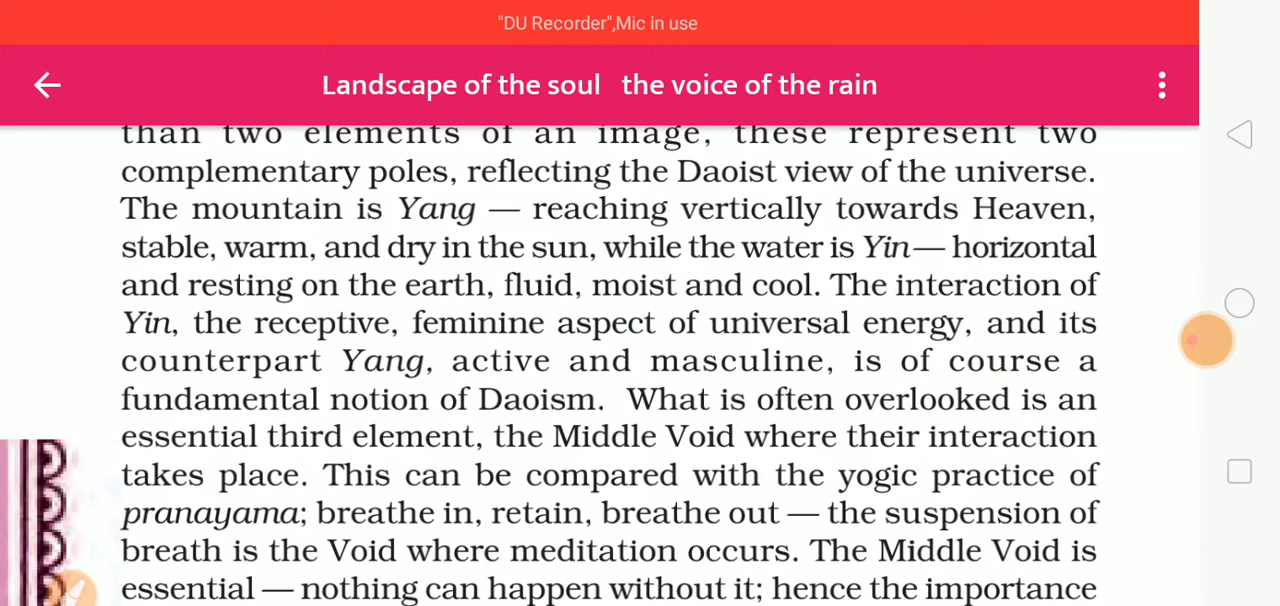 "DU Recorder",Mic in use
Landscape of the soul the voice of the rain
than two elements of an image, these represent two
complementary poles, reflecting the Daoist view of the universe.
The mountain is Yang — reaching vertically towards Heaven,
stable, warm, and dry in the sun, while the water is Yin— horizontal
and resting on the earth, fluid, moist and cool. The interaction of
Yin, the receptive, feminine aspect of universal energy, and its
counterpart Yang, active and masculine, is of course a
fundamental notion of Daoism. What is often overlooked is an
essential third element, the Middle Void where their interaction
takes place. This can be compared with the yogic practice of
pranayama; breathe in, retain, breathe out — the suspension of
breath is the Void where meditation occurs. The Middle Void is
essential — nothing can happen without it; hence the importance